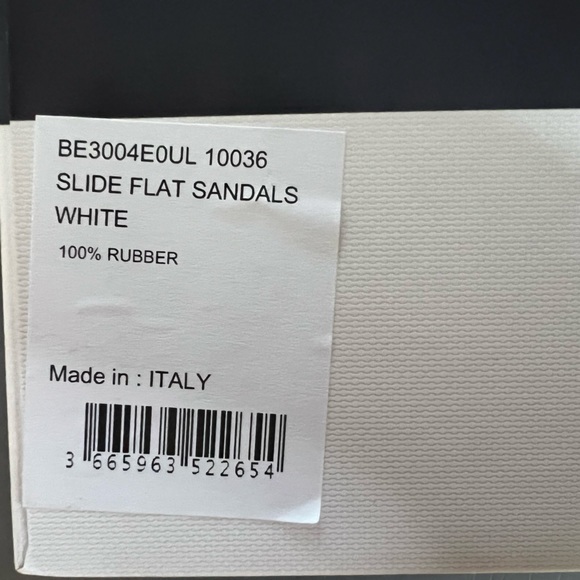 BE3004E0UL 10036
SLIDE FLAT SANDALS
WHITE
100% RUBBER
Made in : ITALY
3 665963 522654